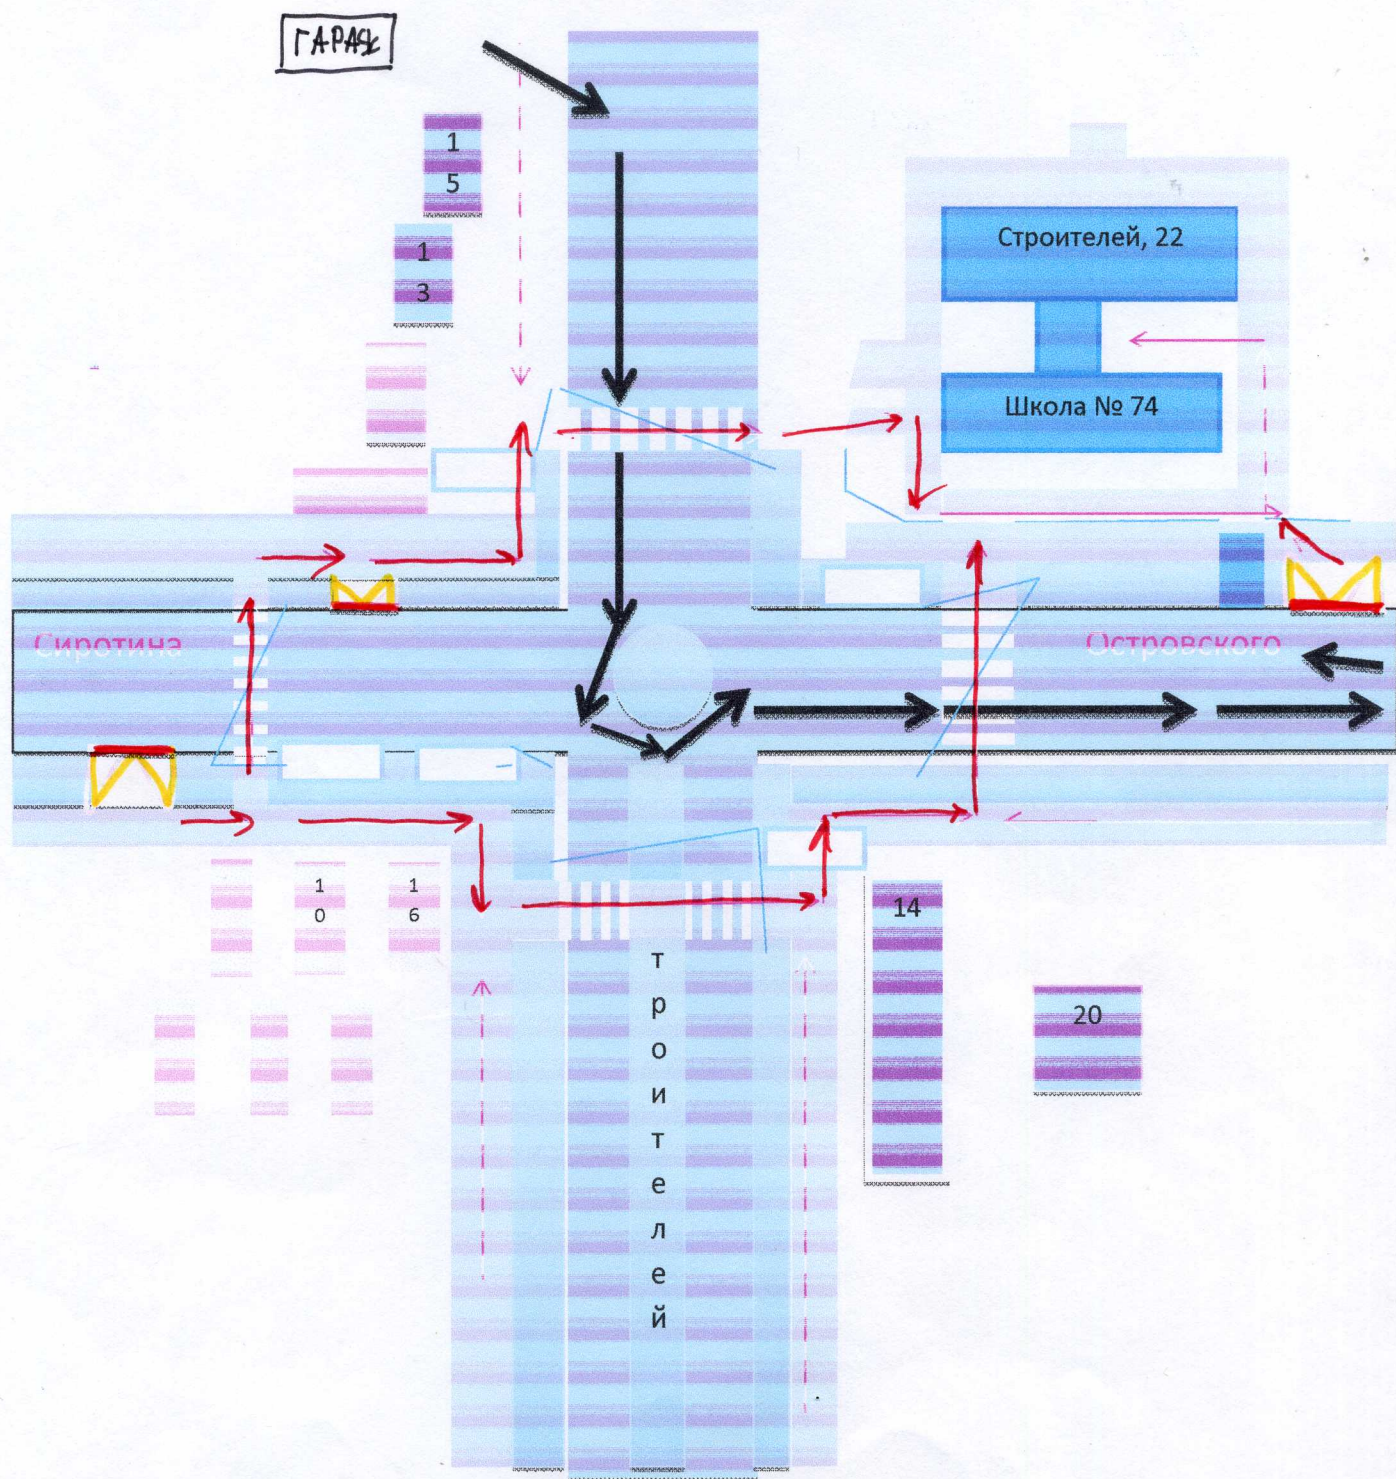 ГАРАЖ
1
5
1
3
Строителей, 22
Школа № 74
Сиротина
Островского
1
0
1
6
14
20
т
р
о
и
т
е
л
е
й